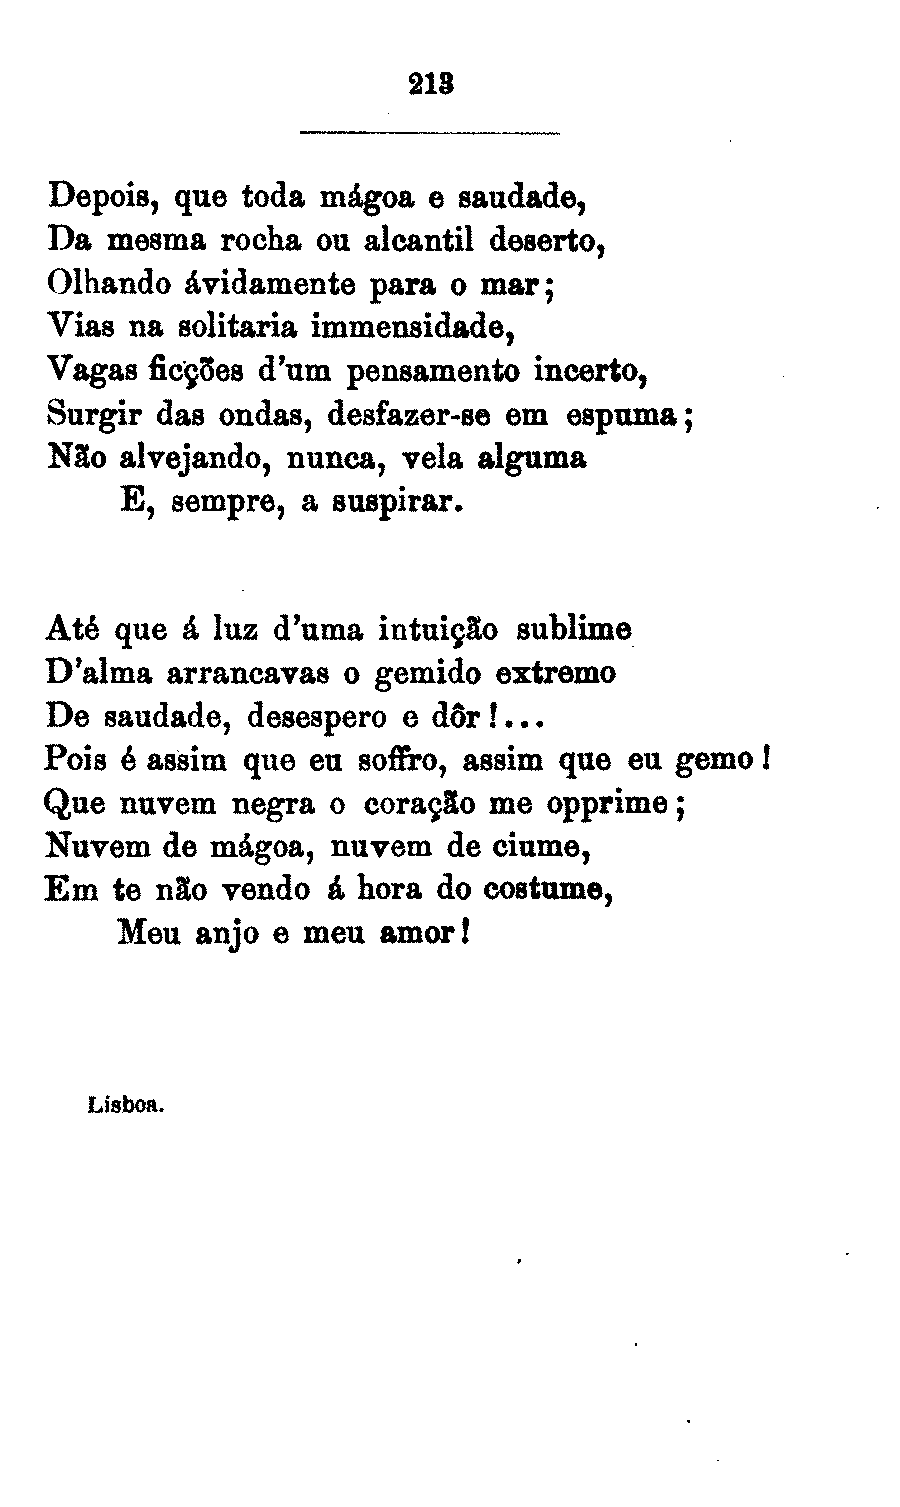 213
Depois, que toda mágoa e saudade,
Da mesma rocha ou alcantil deserto,
Olhando ávidamente para o mar;
Vias na solitaria immensidade,
Vagas ficções d'um pensamento incerto,
Surgir das ondas, desfazer-se em espuma;
Não alvejando, nunca, vela alguma
E, sempre, a suspirar.
Até que á luz d'uma intuição sublime
D'alma arrancavas o gemido extremo
De saudade, desespero e dôr!...
Pois é assim que eu soffro, assim que eu gemo!
Que nuvem negra o coração me opprime;
Nuvem de mágoa, nuvem de ciume,
Em te não vendo á hora do costume,
Meu anjo e meu amor!
Lisboa.